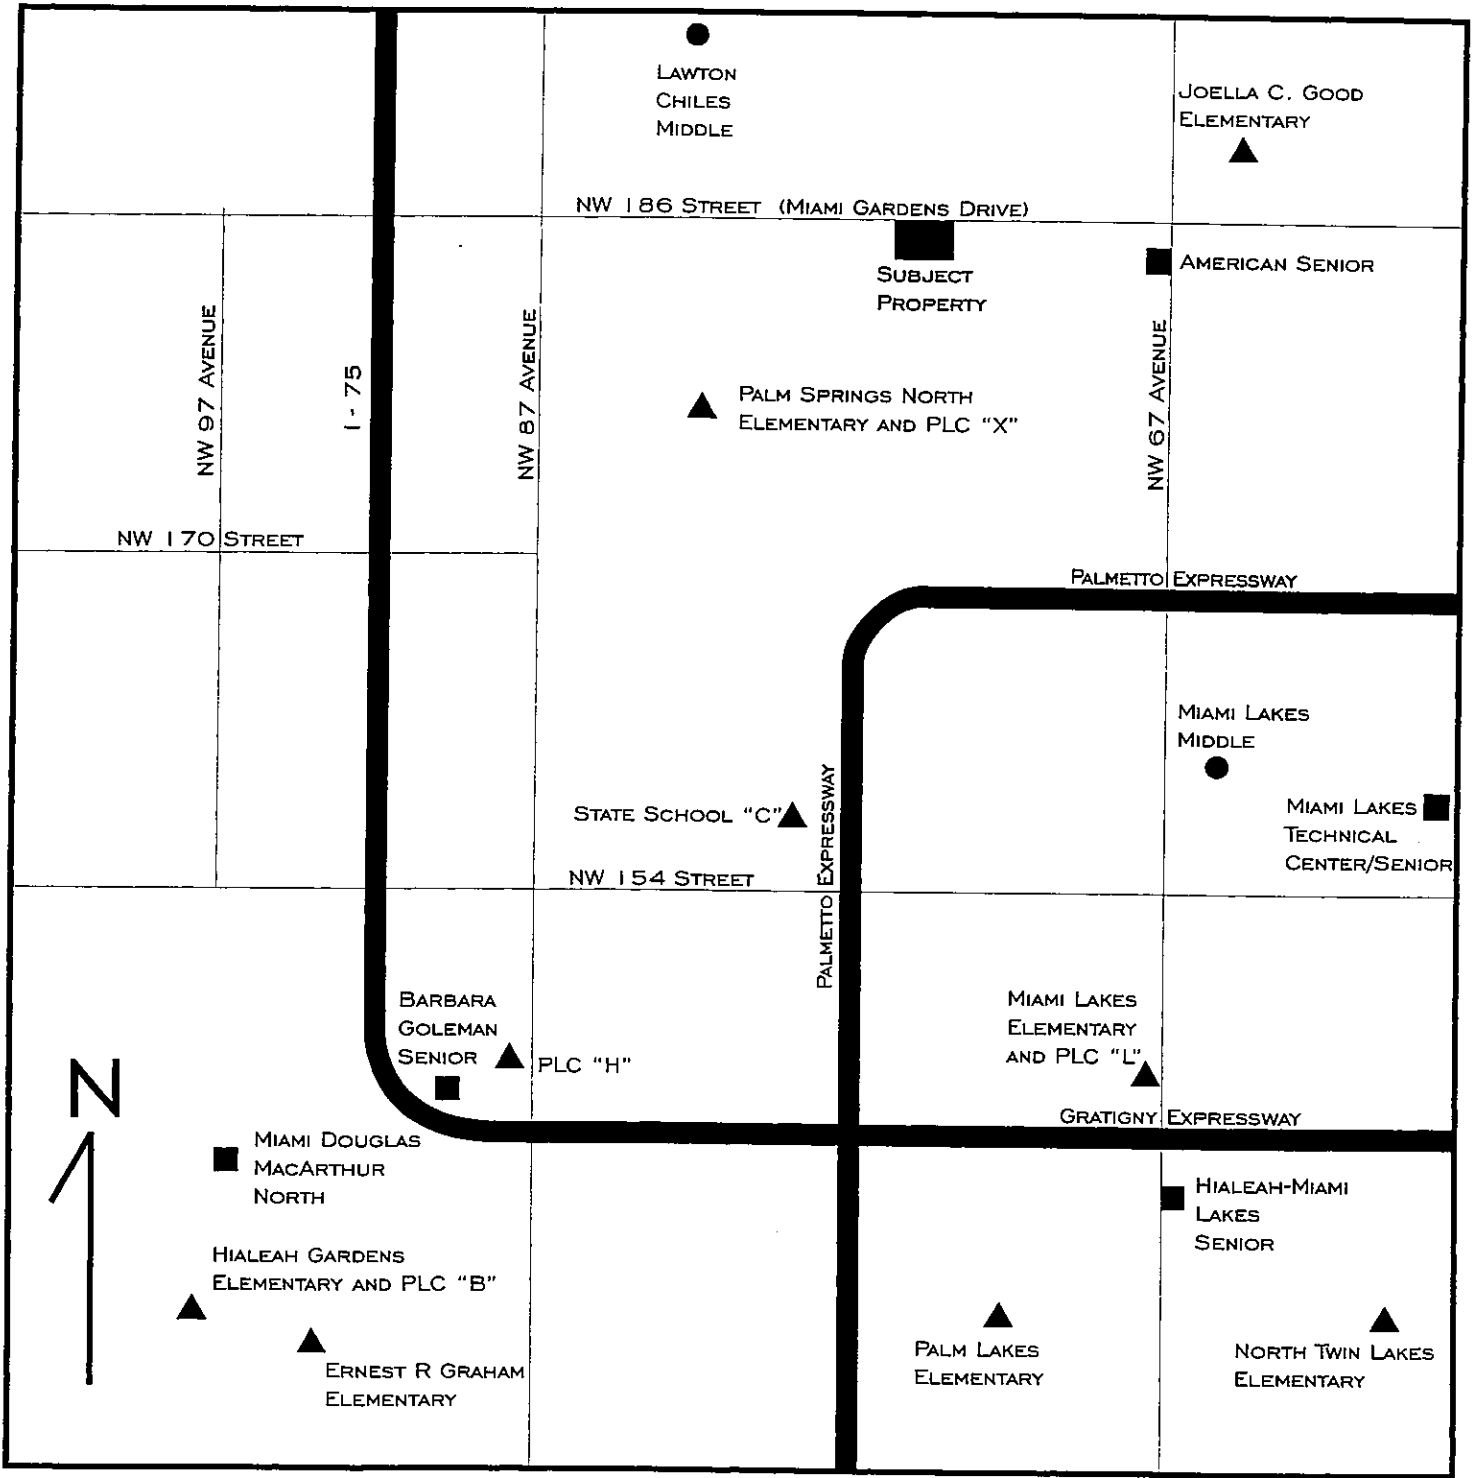 LAWTON
CHILES
MIDDLE
JOELLA C. GOOD
ELEMENTARY
NW 186 STREET (MIAMI GARDENS DRIVE)
SUBJECT
PROPERTY
AMERICAN SENIOR
NW 97 AVENUE
I-75
NW 87 AVENUE
PALM SPRINGS NORTH
ELEMENTARY AND PLC "X"
NW 67 AVENUE
NW 170 STREET
PALMETTO EXPRESSWAY
MIAMI LAKES
MIDDLE
STATE SCHOOL "C"
PALMETTO EXPRESSWAY
MIAMI LAKES
TECHNICAL
CENTER/SENIOR
NW 154 STREET
BARBARA
GOLEMAN
SENIOR
PLC "H"
MIAMI LAKES
ELEMENTARY
AND PLC "L"
N
GRATIGNY EXPRESSWAY
MIAMI DOUGLAS
MACARTHUR
NORTH
HIALEAH-MIAMI
LAKES
SENIOR
HIALEAH GARDENS
ELEMENTARY AND PLC "B"
ERNEST R GRAHAM
ELEMENTARY
PALM LAKES
ELEMENTARY
NORTH TWIN LAKES
ELEMENTARY